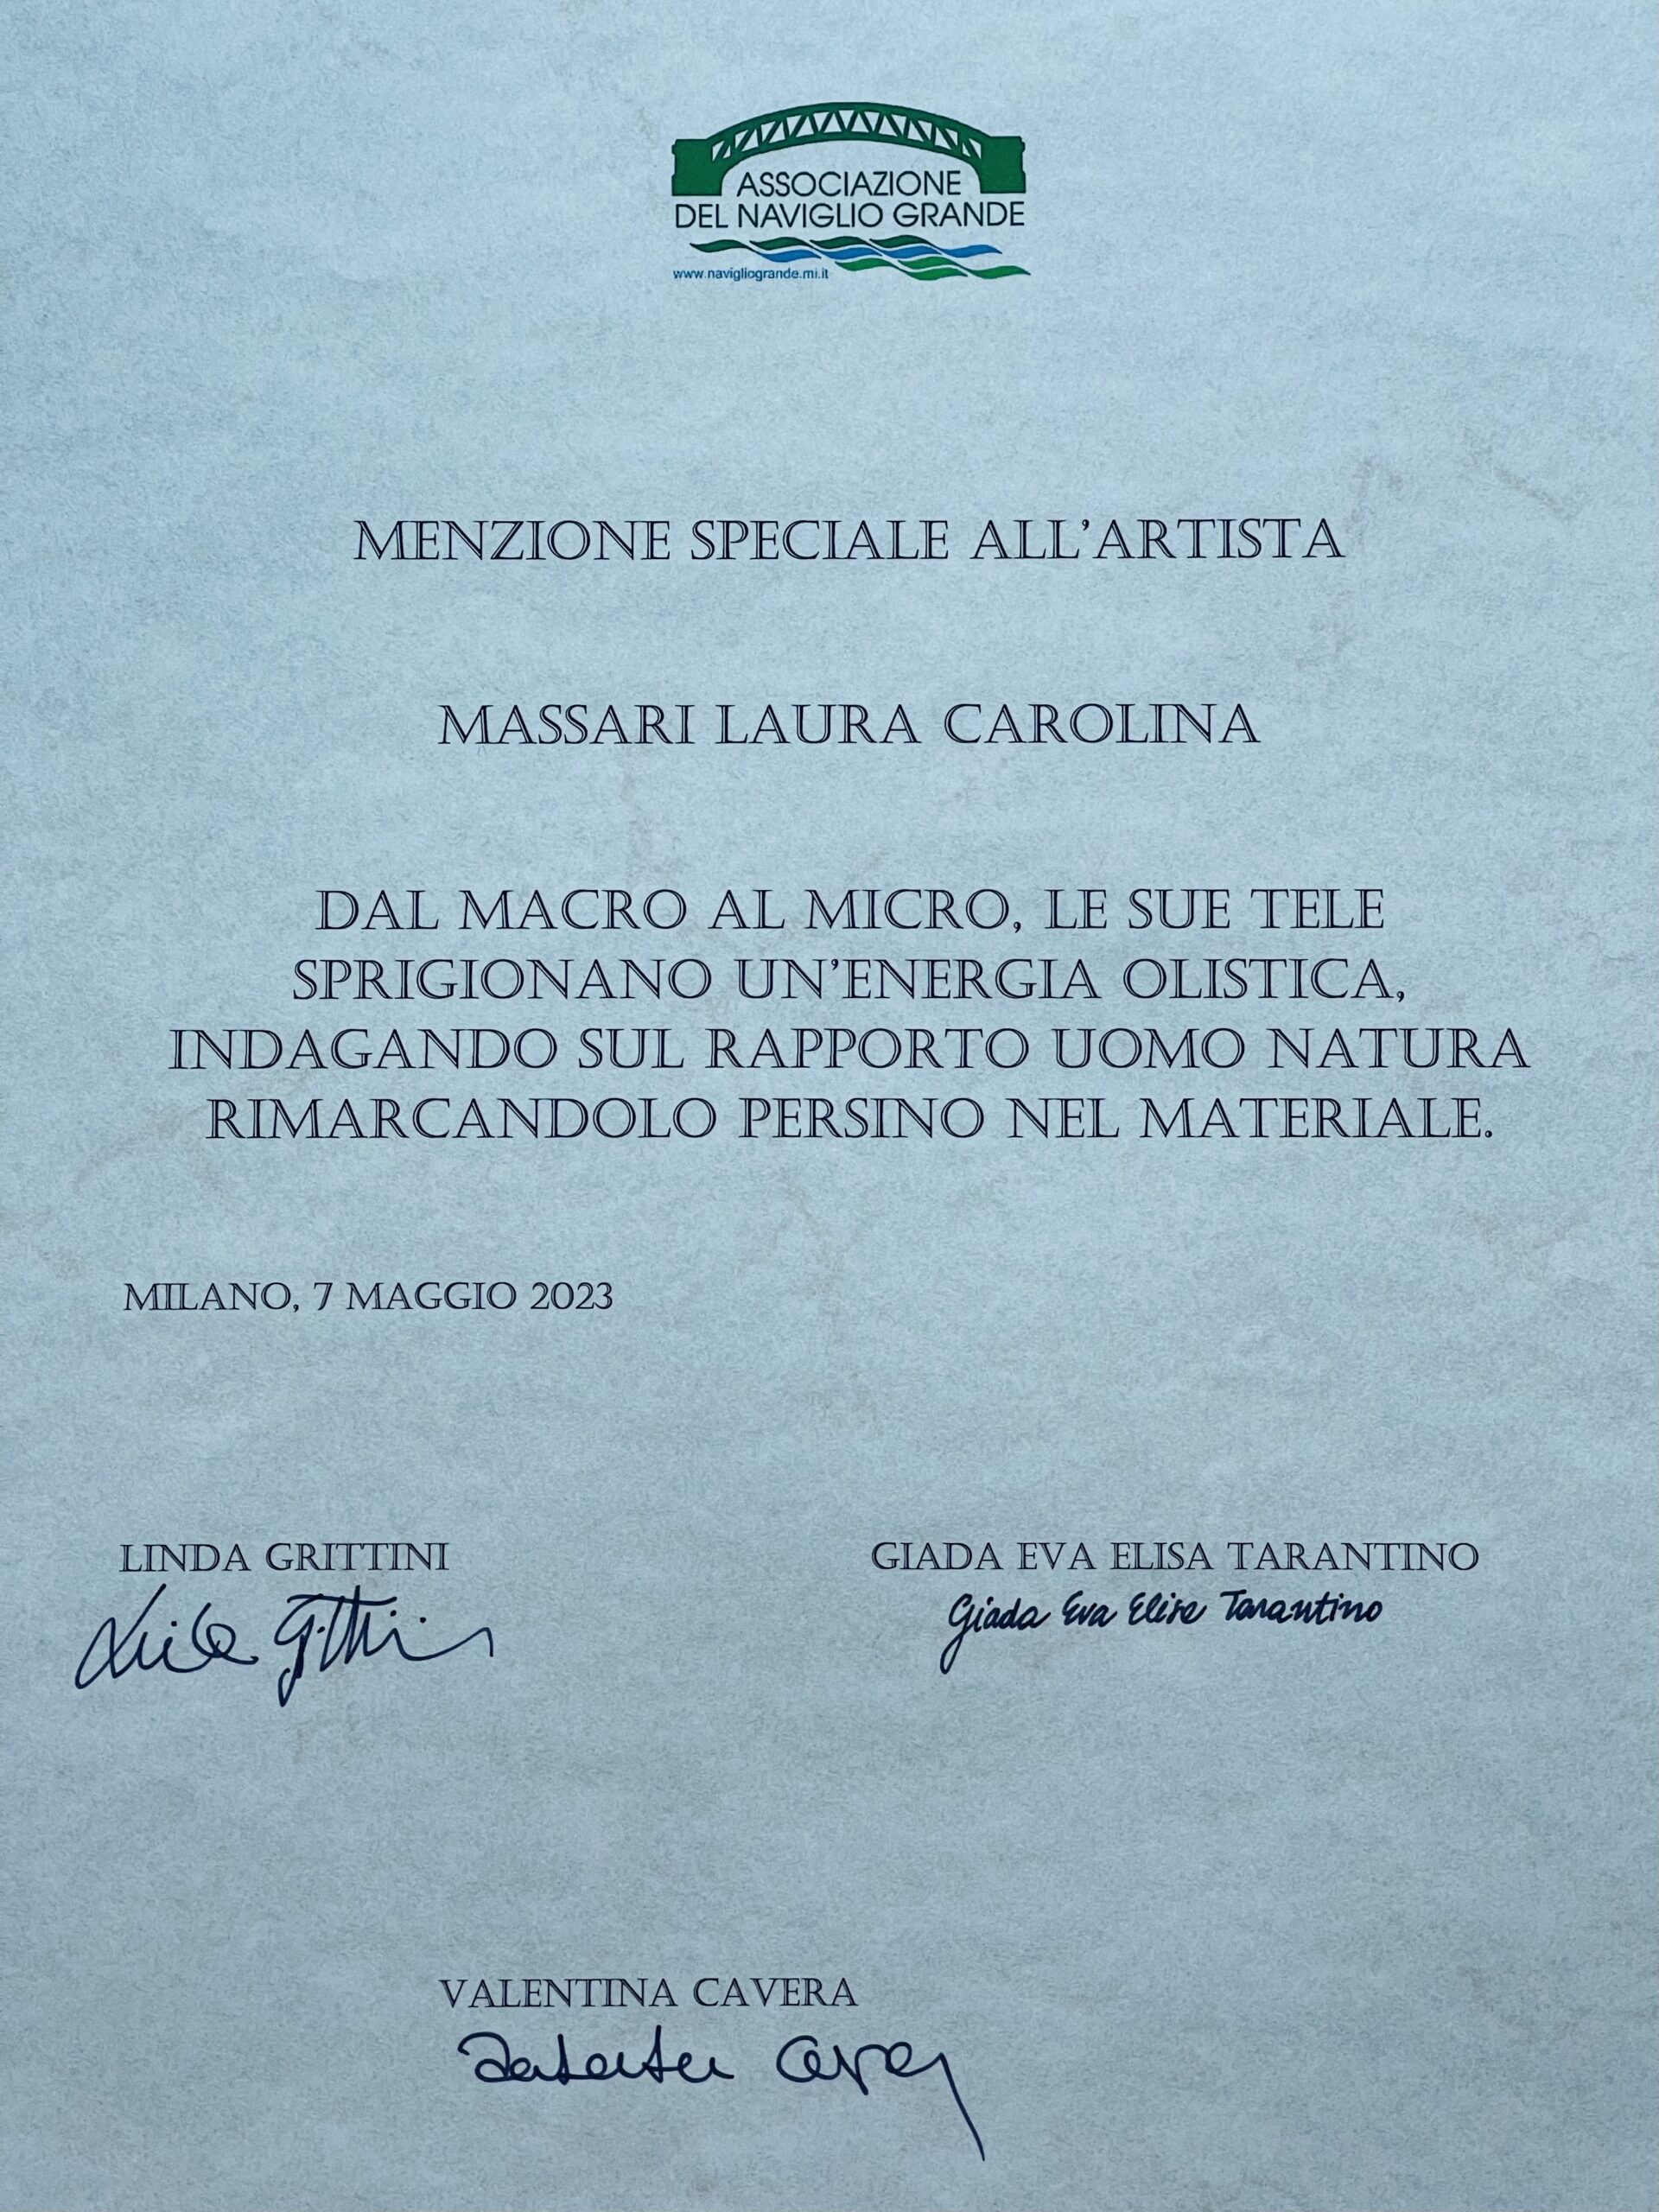 ASSOCIAZIONE
DEL NAVIGLIO GRANDE
www.navigliogrande.mi.it
MENZIONE SPECIALE ALL'ARTISTA
MASSARI LAURA CAROLINA
DAL MACRO AL MICRO, LE SUE TELE
SPRIGIONANO UN'ENERGIA OLISTICA,
INDAGANDO SUL RAPPORTO UOMO NATURA
RIMARCANDOLO PERSINO NEL MATERIALE.
MILANO, 7 MAGGIO 2023
LINDA GRITTINI
GIADA EVA ELISA TARANTINO
Giada Eva Elisa Tarantino
VALENTINA CAVERA